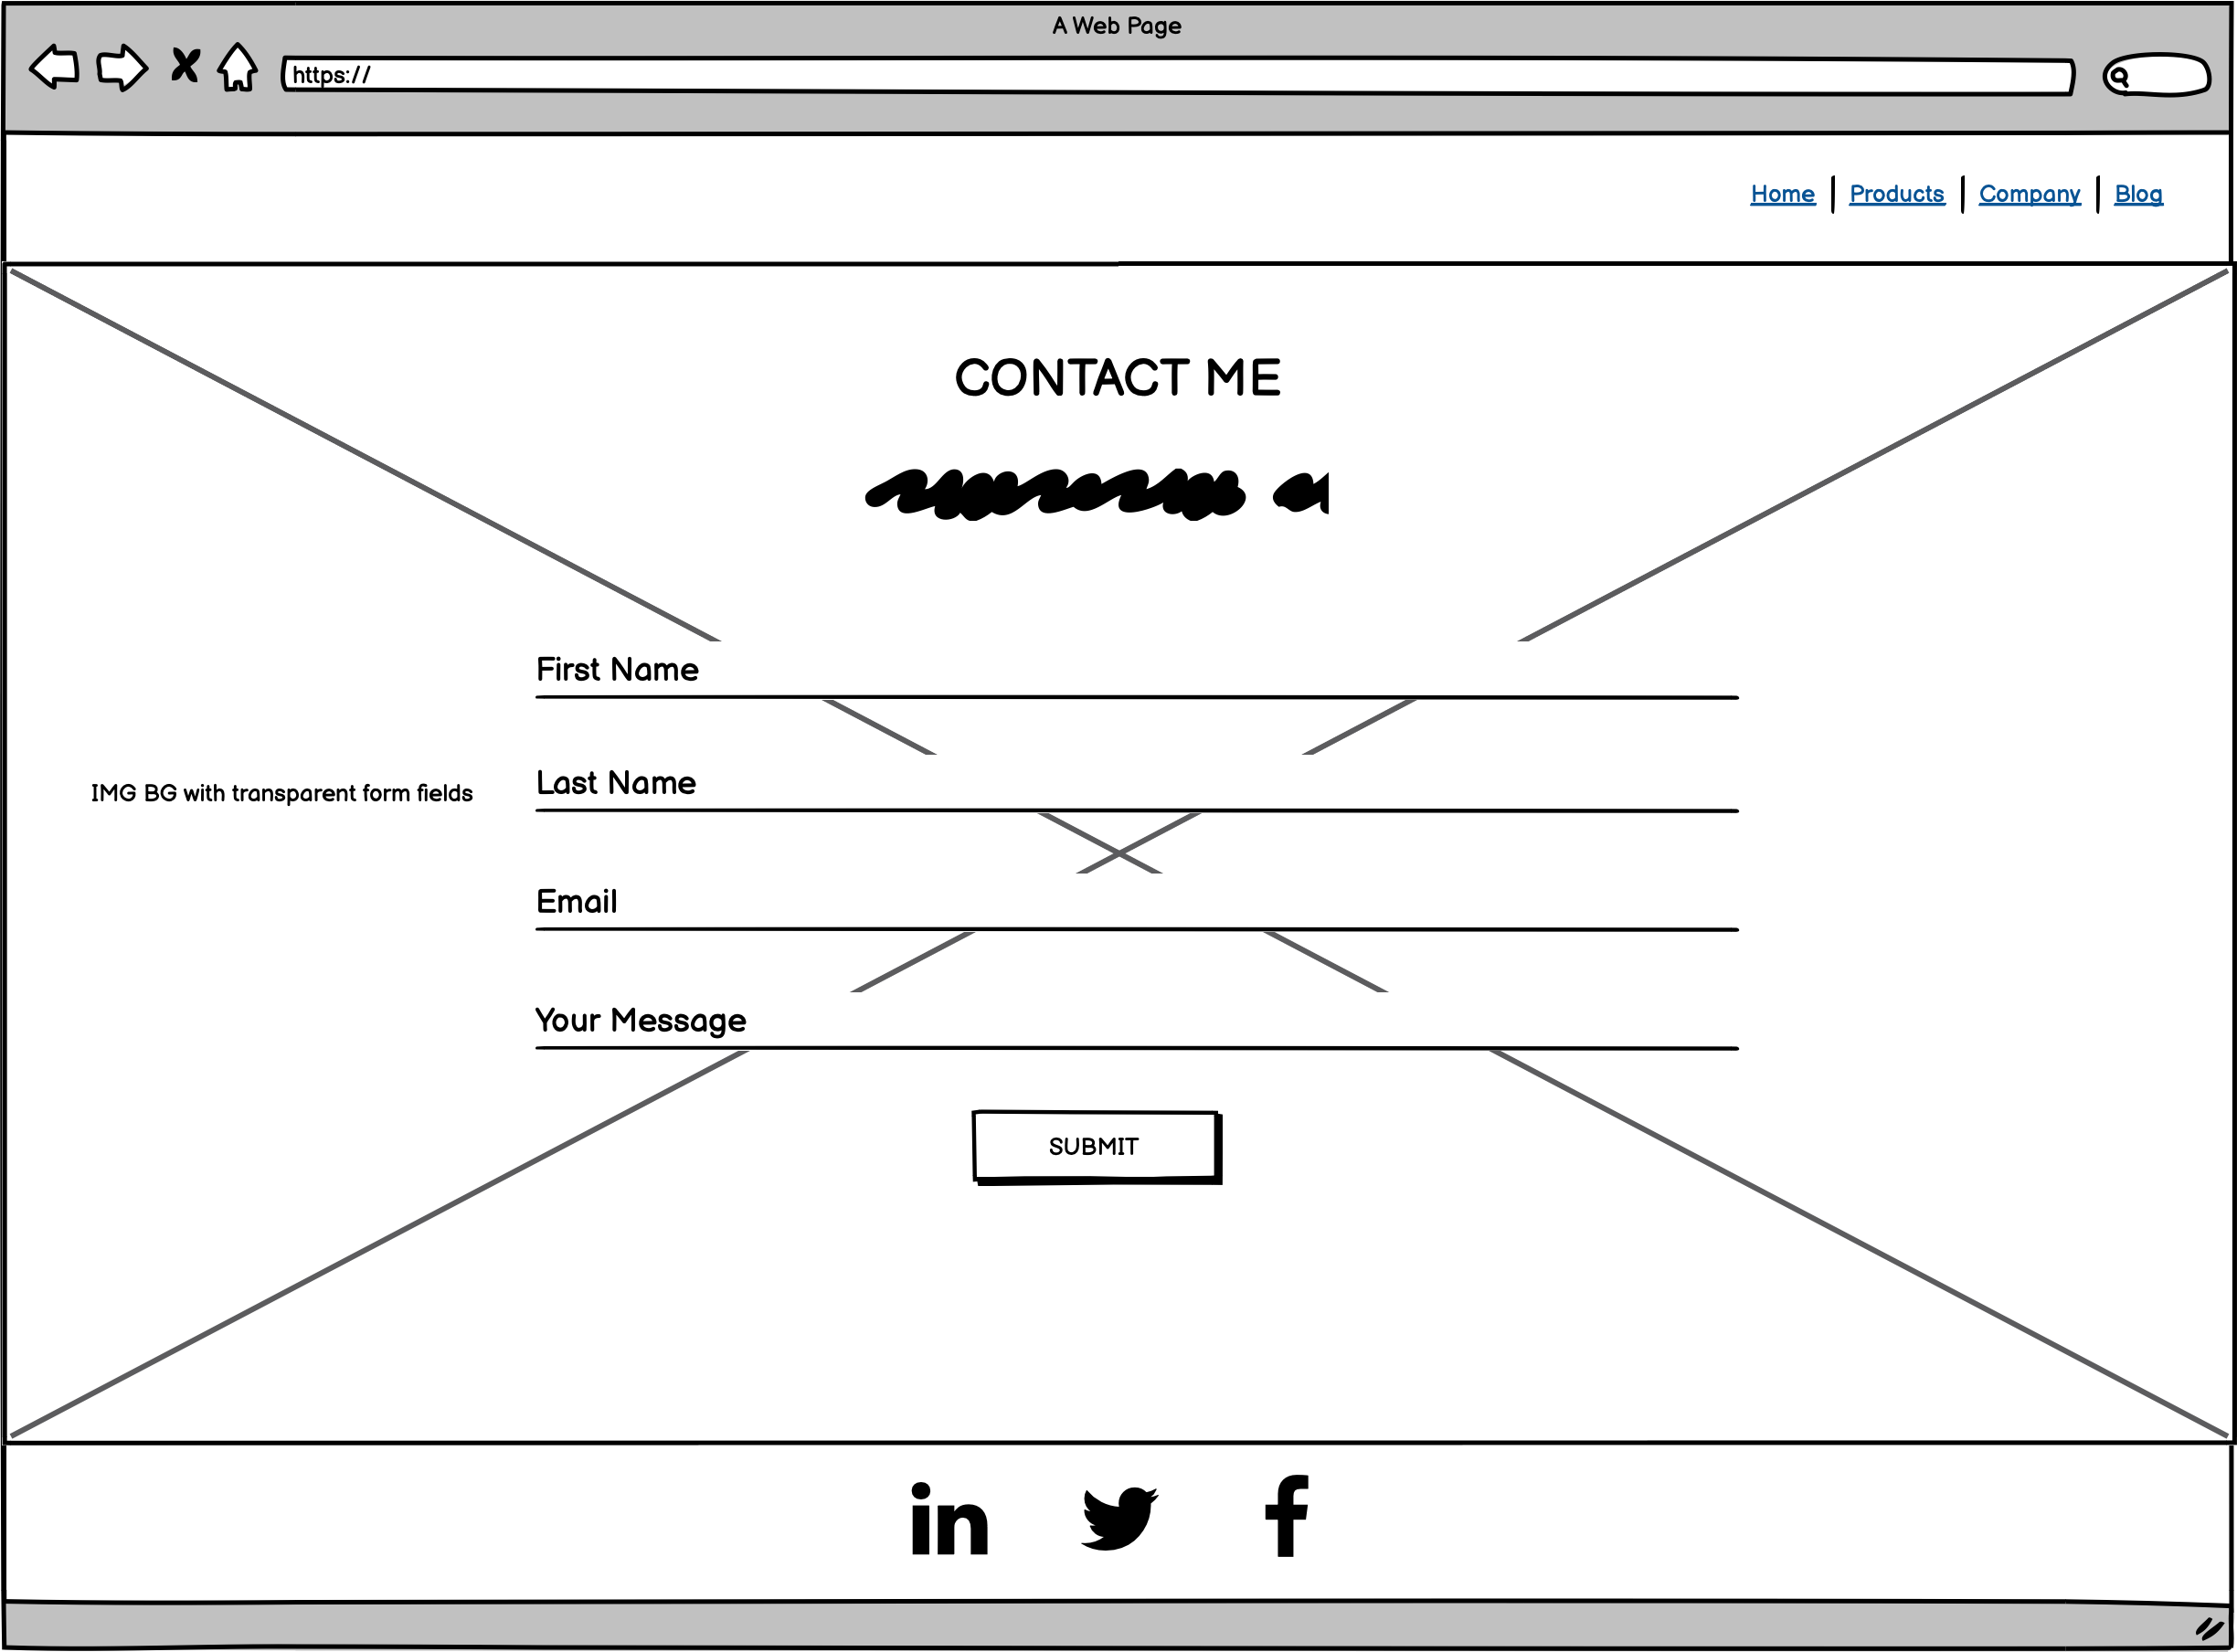 A Web Page
https://
Home | Products | Company | Blog
CONTACT ME
First Name
Last Name
IMG BG with transparent form fields
Email
Your Message
SUBMIT
in
f